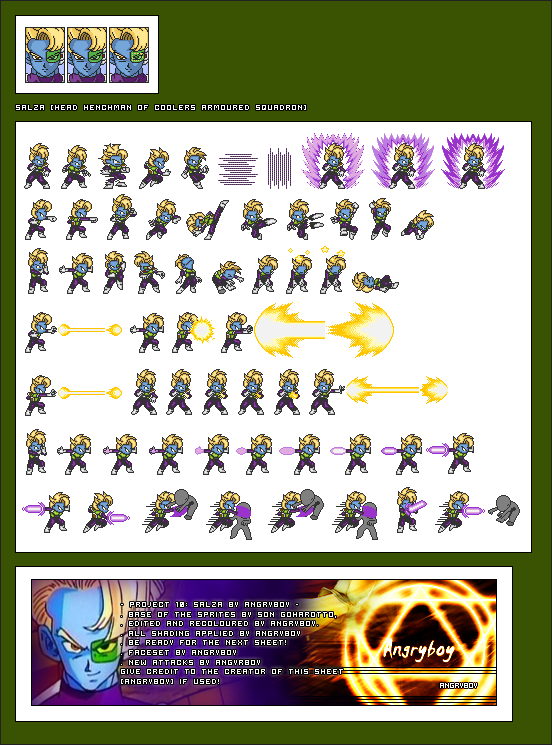 SALZA [HEAD HENCHMAN OF COOLERS ARMOURED SQUADRON]
- PROJECT 10: SALZA BY ANGRYBOY -
. BASE OF THE SPRITES BY SON GOHAROTTO,
. EDITED AND RECOLOURED BY ANGRYBOY.
. ALL SHADING APPLIED BY ANGRYBOY
. BE READY FOR THE NEXT SHEET!
. FACESET BY ANGRYBOY
. NEW ATTACKS BY ANGYRBOY
GIVE CREDIT TO THE CREATOR OF THIS SHEET
[ANGRYBOY] IF USED!
Angryboy
ANGRYBOY